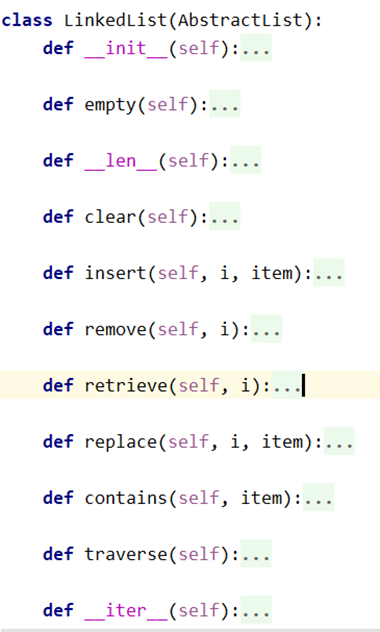 class LinkedList(AbstractList):
def __init__(self):...
def empty(self):...
def __len__(self):...
def clear(self):...
def insert(self, i, item):...
def remove(self, i):...
def retrieve(self, i):...
def replace(self, i, item):...
def contains(self, item):...
def traverse(self):...
def __iter__(self):...